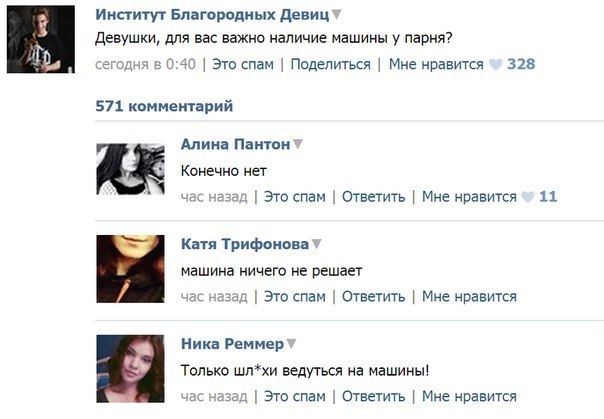 Институт Благородных Девиц
Девушки, для вас важно наличие машины у парня?
сегодня в 0:40 | Это спам | Поделиться | Мне нравится 328
571 комментарий
Алина Пантон
Конечно нет
час назад | Это спам | Ответить | Мне нравится 11
Катя Трифонова
машина ничего не решает
час назад | Это спам | Ответить | Мне нравится
Ника Реммер
Только шл*хи ведуться на машины!
час назад | Это спам | Ответить | Мне нравится